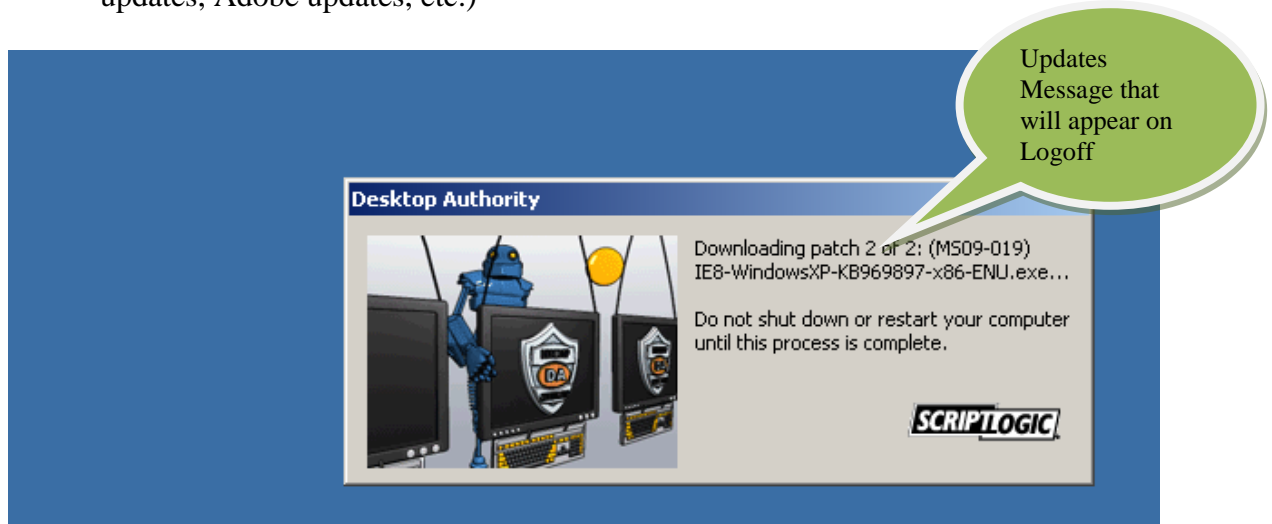 updates; Adobe updates, etc.)
Updates
Message that
will appear on
Logoff
Desktop Authority
Downloading patch 2 of 2: (MS09-019)
IE8-WindowsXP-KB969897-x86-ENU.exe...
Do not shut down or restart your computer
until this process is complete.
DA
DA
SCRIPTLOGIC